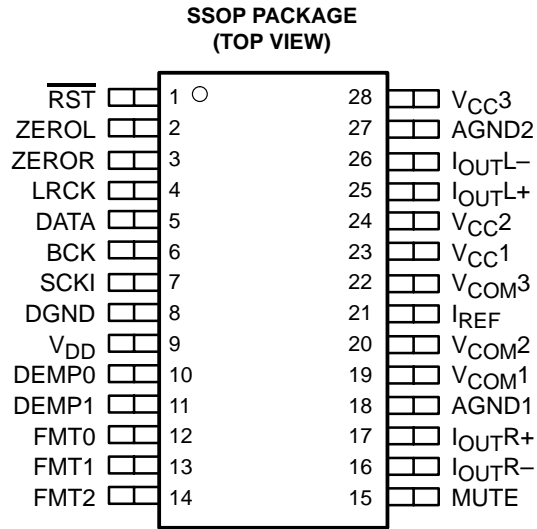 SSOP PACKAGE
(TOP VIEW)
RST 1 28 VCC3
ZEROL 2 27 AGND2
ZEROR 3 26 IOUTL–
LRCK 4 25 IOUTL+
DATA 5 24 VCC2
BCK 6 23 VCC1
SCKI 7 22 VCOM3
DGND 8 21 IREF
VDD 9 20 VCOM2
DEMP0 10 19 VCOM1
DEMP1 11 18 AGND1
FMT0 12 17 IOUTR+
FMT1 13 16 IOUTR–
FMT2 14 15 MUTE